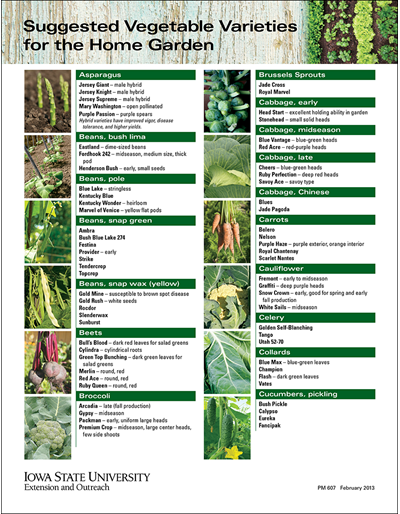 Suggested Vegetable Varieties
for the Home Garden
Asparagus
Jersey Giant – male hybrid
Jersey Knight – male hybrid
Jersey Supreme – male hybrid
Mary Washington – open pollinated
Purple Passion – purple spears
Hybrid varieties have improved vigor, disease
tolerance, and higher yields.
Beans, bush lima
Eastland – dime-sized beans
Fordhook 242 – midseason, medium size, thick
pod
Henderson Bush – early, small seeds
Beans, pole
Blue Lake – stringless
Kentucky Blue
Kentucky Wonder – heirloom
Marvel of Venice – yellow flat pods
Beans, snap green
Ambra
Bush Blue Lake 274
Festina
Provider – early
Strike
Tendercrop
Topcrop
Beans, snap wax (yellow)
Gold Mine – susceptible to brown spot disease
Gold Rush – white seeds
Rocdor
Slenderwax
Sunburst
Beets
Bull's Blood – dark red leaves for salad greens
Cylindra – cylindrical roots
Green Top Bunching – dark green leaves for
salad greens
Merlin – round, red
Red Ace – round, red
Ruby Queen – round, red
Broccoli
Arcadia – late (fall production)
Gypsy – midseason
Packman – early, uniform large heads
Premium Crop – midseason, large center heads,
few side shoots
Brussels Sprouts
Jade Cross
Royal Marvel
Cabbage, early
Head Start – excellent holding ability in garden
Stonehead – small solid heads
Cabbage, midseason
Blue Vantage – blue-green heads
Red Acre – red-purple heads
Cabbage, late
Cheers – blue-green heads
Ruby Perfection – deep red heads
Savoy Ace – savoy type
Cabbage, Chinese
Blues
Jade Pagoda
Carrots
Bolero
Nelson
Purple Haze – purple exterior, orange interior
Royal Chantenay
Scarlet Nantes
Cauliflower
Fremont – early to midseason
Graffiti – deep purple heads
Snow Crown – early, good for spring and early
fall production
White Sails – midseason
Celery
Golden Self-Blanching
Tango
Utah 52-70
Collards
Blue Max – blue-green leaves
Champion
Flash – dark green leaves
Vates
Cucumbers, pickling
Bush Pickle
Calypso
Eureka
Fancipak
IOWA STATE UNIVERSITY
Extension and Outreach
PM 607 February 2013